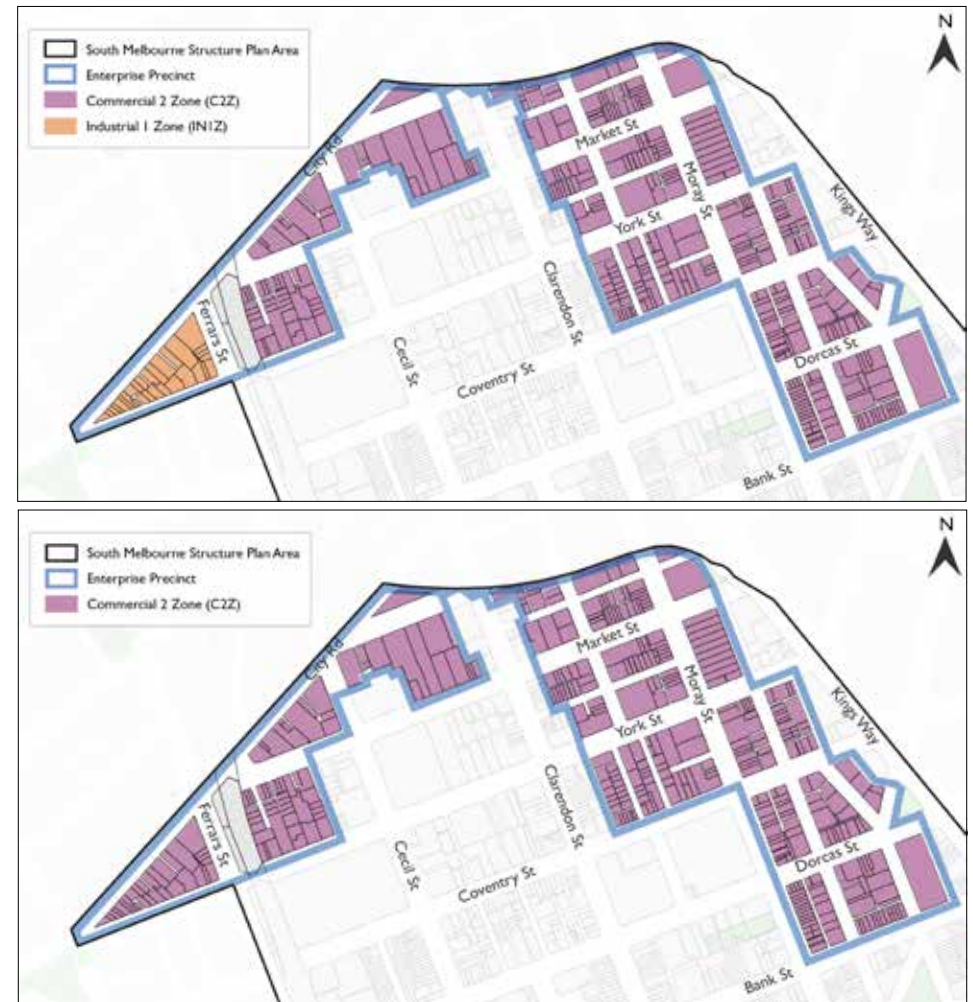 N
South Melbourne Structure Plan Area
Enterprise Precinct
Commercial 2 Zone (C2Z)
Industrial 1 Zone (IN1Z)
City Rd
Market St
Moray St
Kings Way
York St
Clarendon St
Ferrars St
Cecil St
Dorcas St
Coventry St
Bank St
N
South Melbourne Structure Plan Area
Enterprise Precinct
Commercial 2 Zone (C2Z)
City Rd
Market St
Moray St
Kings Way
York St
Clarendon St
Ferrars St
Cecil St
Dorcas St
Coventry St
Bank St